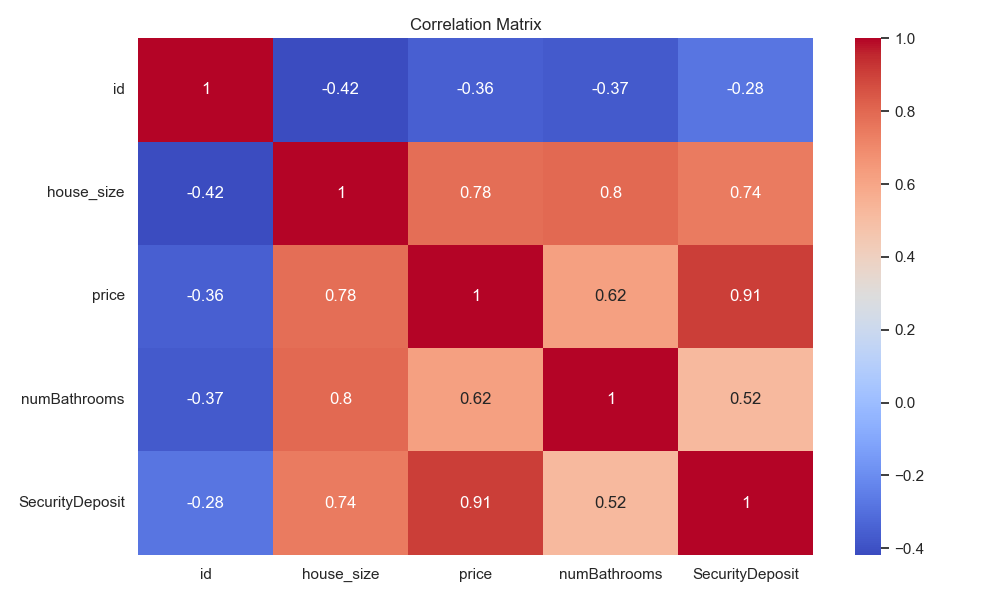 Correlation Matrix
id 1 -0.42 -0.36 -0.37 -0.28
house_size -0.42 1 0.78 0.8 0.74
price -0.36 0.78 1 0.62 0.91
numBathrooms -0.37 0.8 0.62 1 0.52
SecurityDeposit -0.28 0.74 0.91 0.52 1
id house_size price numBathrooms SecurityDeposit
1.0
0.8
0.6
0.4
0.2
0.0
−0.2
−0.4